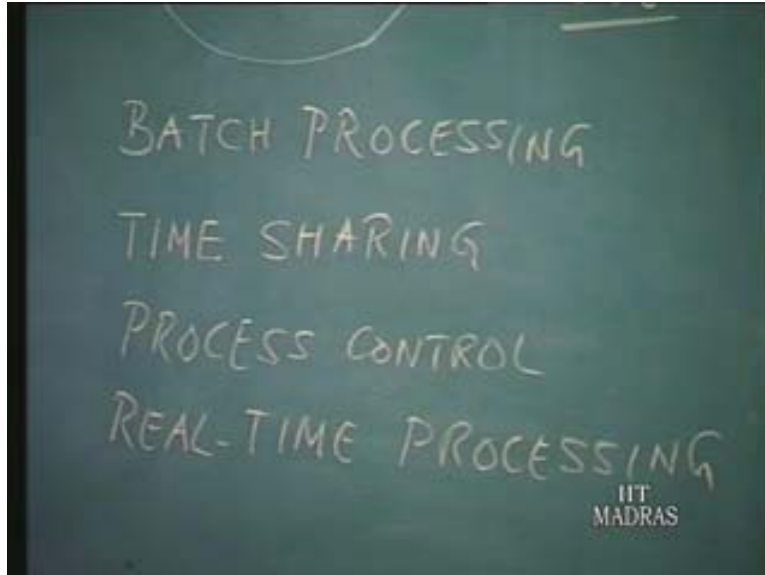 BATCH PROCESSING
TIME SHARING
PROCESS CONTROL
REAL-TIME PROCESSING
IIT
MADRAS